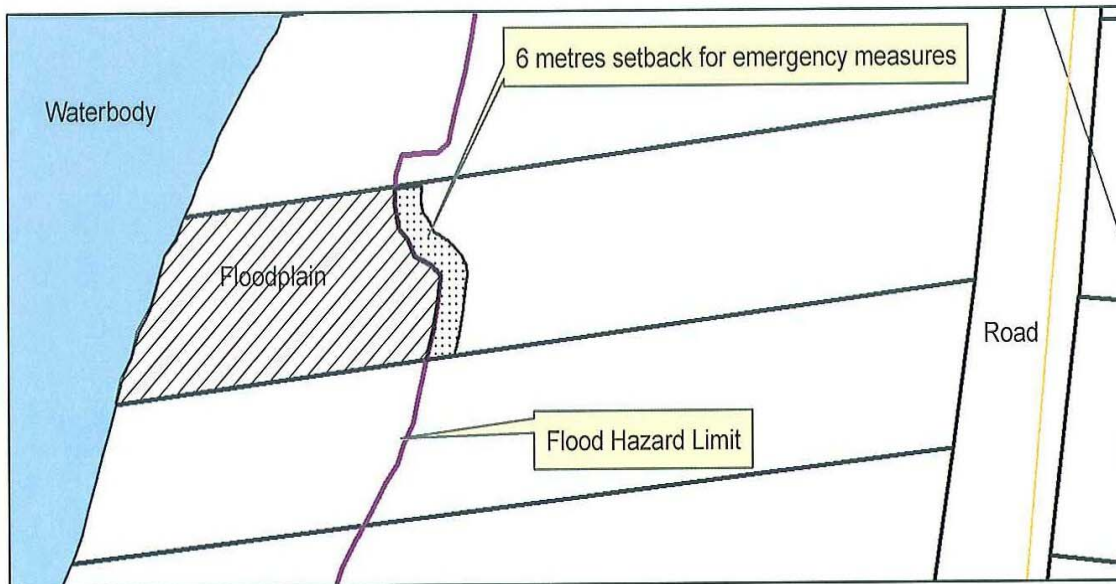 6 metres setback for emergency measures
Waterbody
Floodplain
Road
Flood Hazard Limit